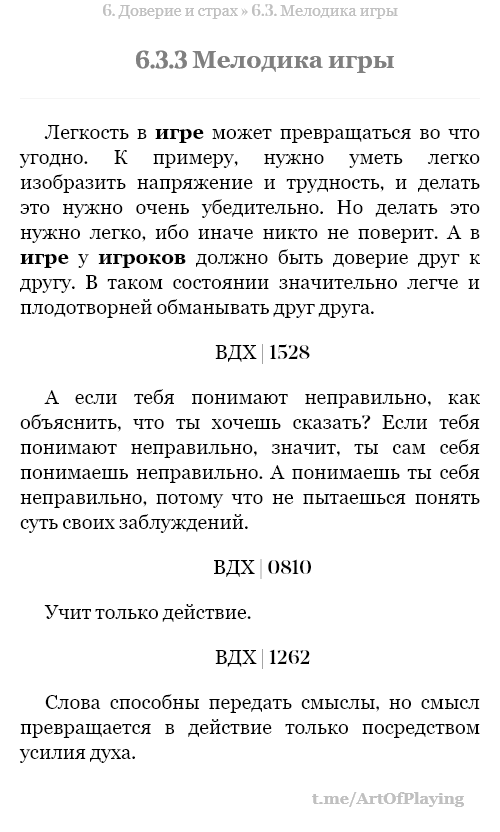 6. Доверие и страх » 6.3. Мелодика игры
6.3.3 Мелодика игры
Легкость в игре может превращаться во что
угодно. К примеру, нужно уметь легко
изобразить напряжение и трудность, и делать
это нужно очень убедительно. Но делать это
нужно легко, ибо иначе никто не поверит. А в
игре у игроков должно быть доверие друг к
другу. В таком состоянии значительно легче и
плодотворней обманывать друг друга.
ВДХ | 1528
А если тебя понимают неправильно, как
объяснить, что ты хочешь сказать? Если тебя
понимают неправильно, значит, ты сам себя
понимаешь неправильно. А понимаешь ты себя
неправильно, потому что не пытаешься понять
суть своих заблуждений.
ВДХ | 0810
Учит только действие.
ВДХ | 1262
Слова способны передать смыслы, но смысл
превращается в действие только посредством
усилия духа.
t.me/ArtOfPlaying